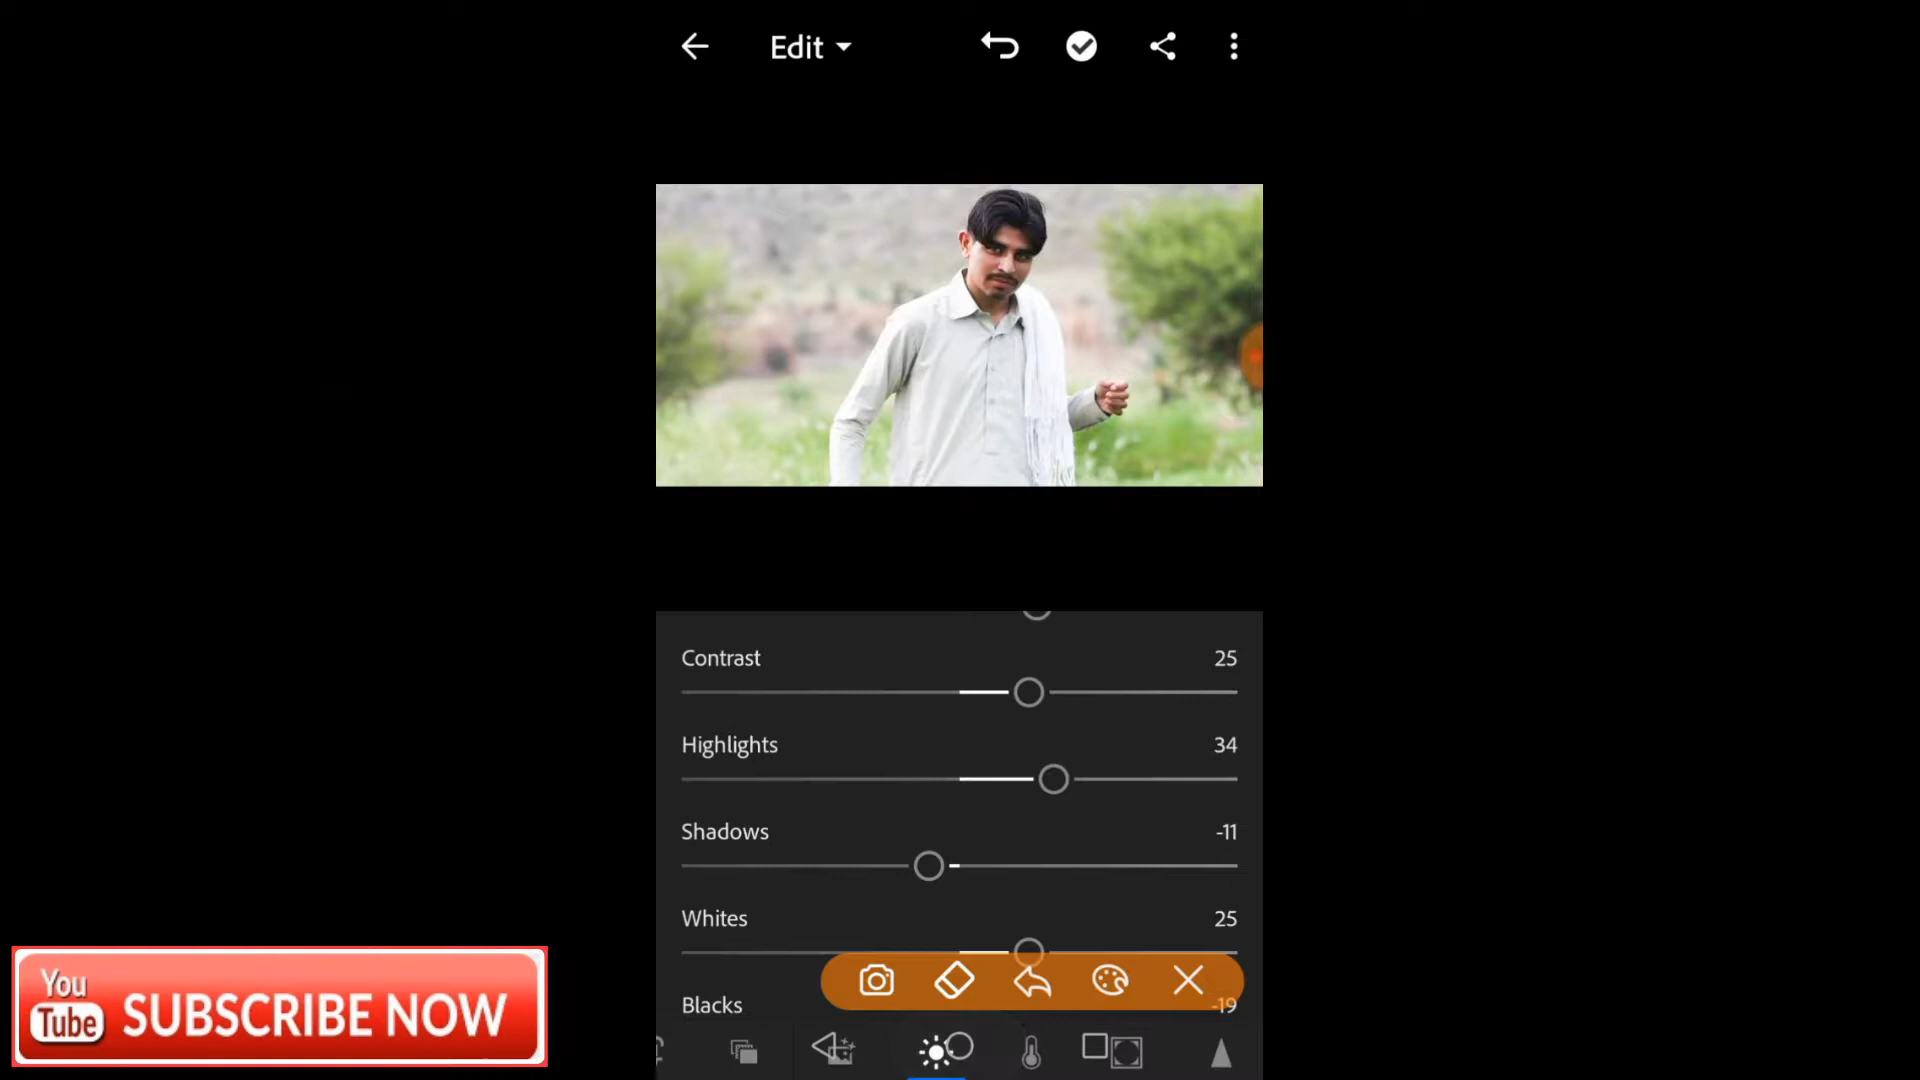 Edit
Contrast 25
Highlights 34
Shadows -11
Whites 25
Blacks -19
You
Tube SUBSCRIBE NOW